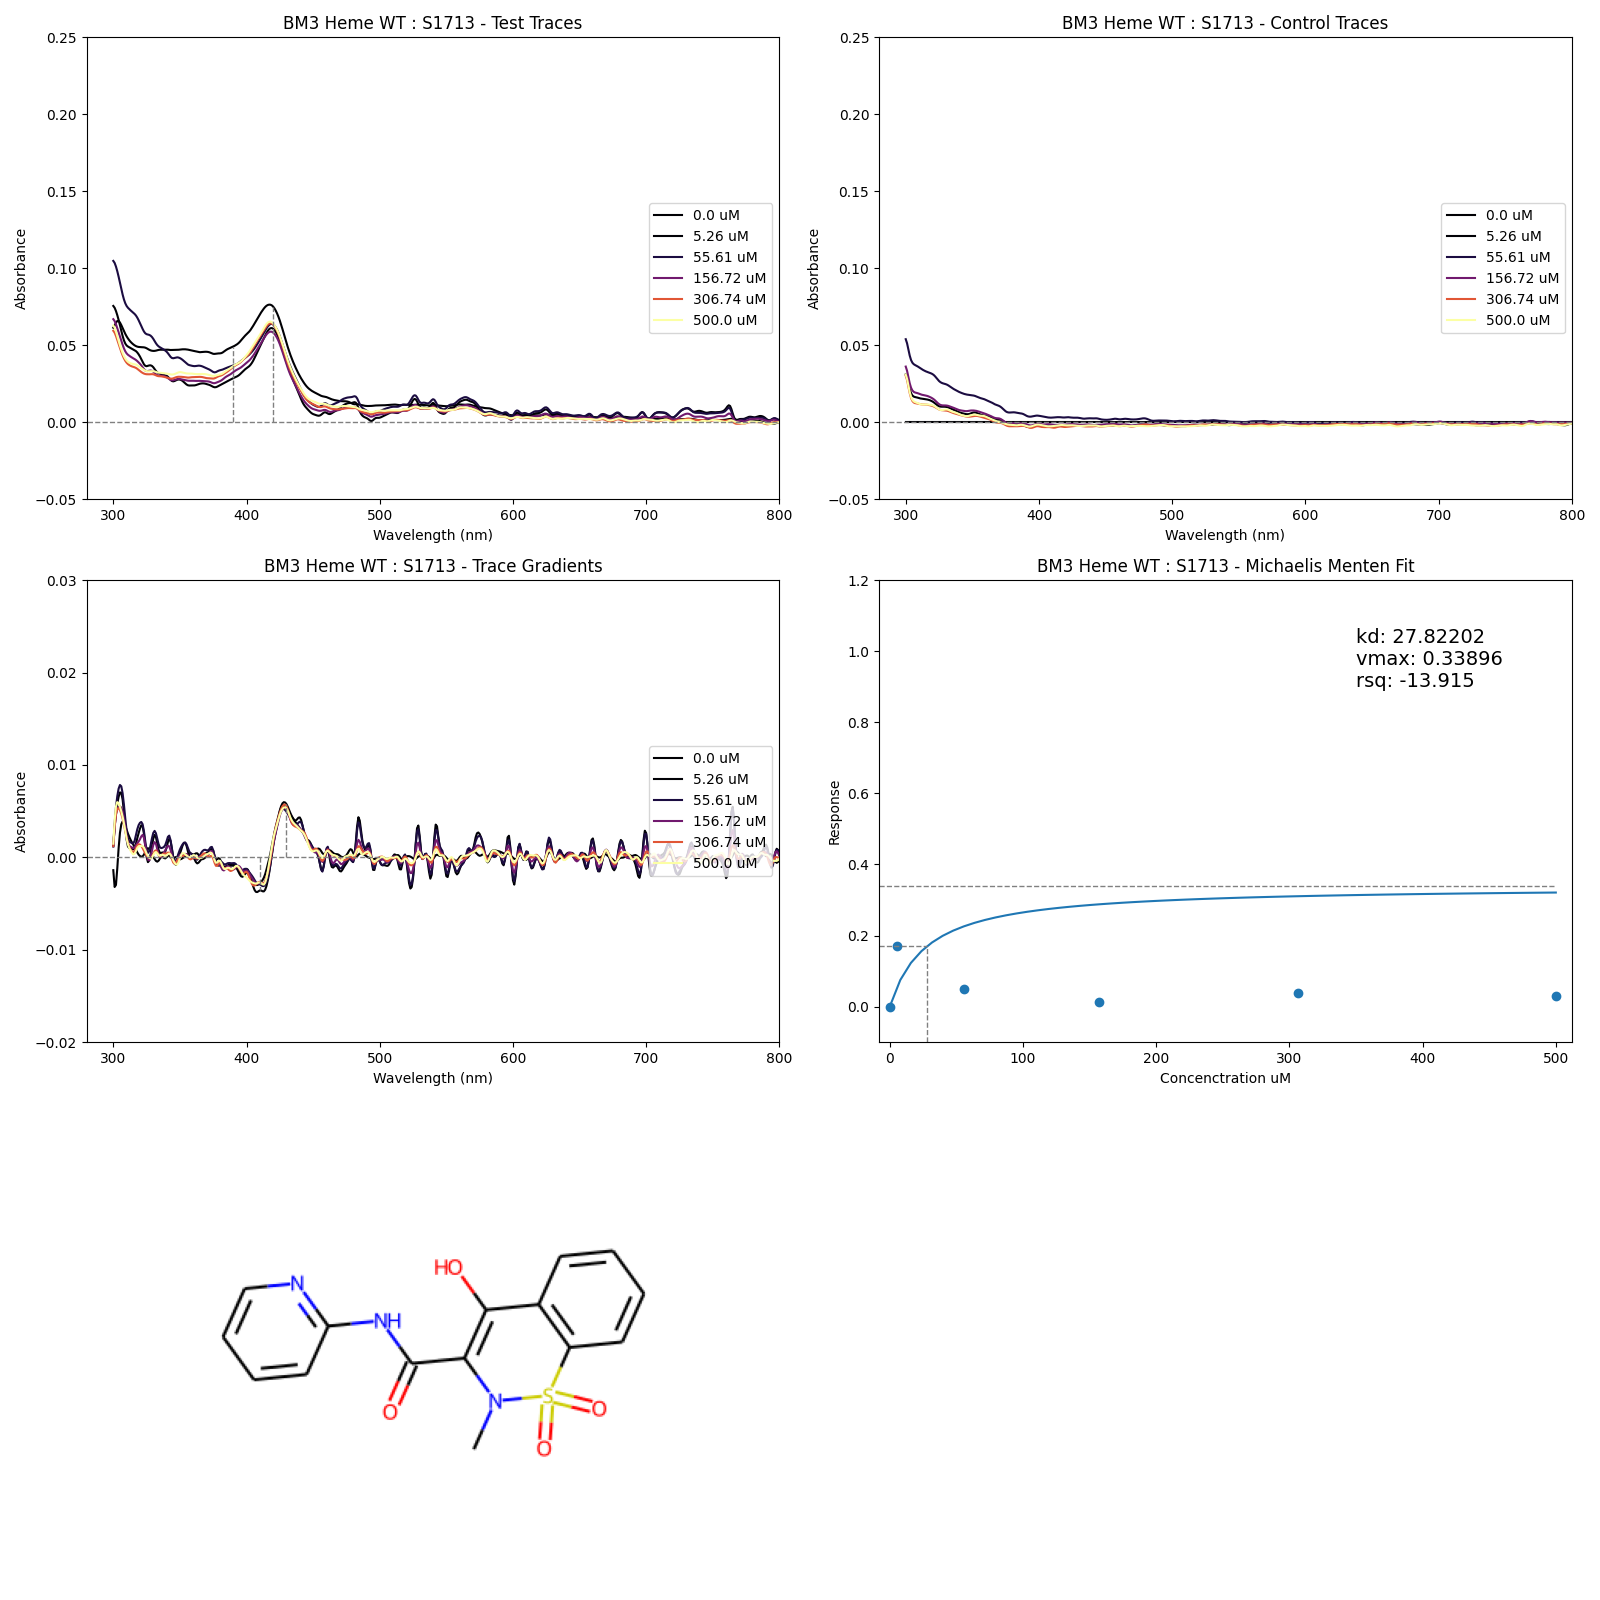 BM3 Heme WT : S1713 - Test Traces
0.25
0.20
0.15
0.10
0.05
0.00
−0.05
Absorbance
300
400
500
600
700
800
Wavelength (nm)
0.0 uM
5.26 uM
55.61 uM
156.72 uM
306.74 uM
500.0 uM
BM3 Heme WT : S1713 - Control Traces
0.25
0.20
0.15
0.10
0.05
0.00
−0.05
Absorbance
300
400
500
600
700
800
Wavelength (nm)
0.0 uM
5.26 uM
55.61 uM
156.72 uM
306.74 uM
500.0 uM
BM3 Heme WT : S1713 - Trace Gradients
0.03
0.02
0.01
0.00
−0.01
−0.02
Absorbance
300
400
500
600
700
800
Wavelength (nm)
0.0 uM
5.26 uM
55.61 uM
156.72 uM
306.74 uM
500.0 uM
BM3 Heme WT : S1713 - Michaelis Menten Fit
1.2
1.0
0.8
0.6
0.4
0.2
0.0
Response
0
100
200
300
400
500
Concenctration uM
kd: 27.82202
vmax: 0.33896
rsq: -13.915
HO
N
NH
O
N
S
O
O